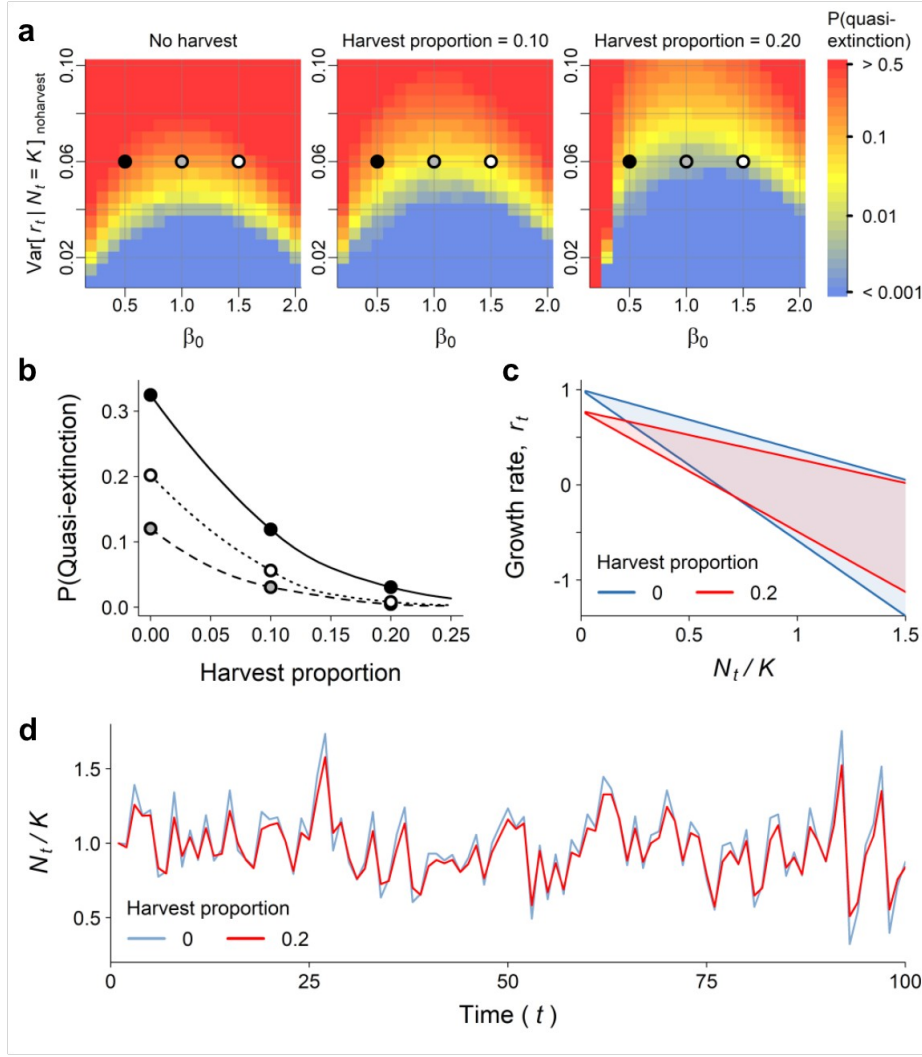 a
No harvest
Harvest proportion = 0.10
Harvest proportion = 0.20
P(quasi-
extinction)
Var[ r_t | N_t = K ] noharvest
0.10
0.06
0.02
0.10
0.06
0.02
0.10
0.06
0.02
> 0.5
0.1
0.01
< 0.001
0.5 1.0 1.5 2.0
0.5 1.0 1.5 2.0
0.5 1.0 1.5 2.0
β₀
β₀
β₀
b
P(Quasi-extinction)
0.3
0.2
0.1
0.0
0.00 0.05 0.10 0.15 0.20 0.25
Harvest proportion
c
Growth rate, r_t
1
0
-1
Harvest proportion
0 0.2
0 0.5 1 1.5
N_t / K
d
N_t / K
1.5
1.0
0.5
Harvest proportion
0 0.2
0 25 50 75 100
Time ( t )